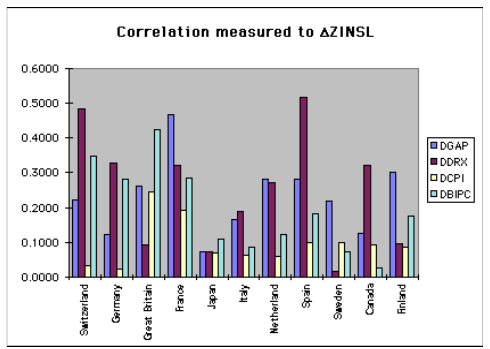 Correlation measured to ΔZINSL
0.6000
0.5000
0.4000
0.3000
0.2000
0.1000
0.0000
Switzerland
Germany
Great Britain
France
Japan
Italy
Netherland
Spain
Sweden
Canada
Finland
DGAP
DDRX
DCPI
DBIPC